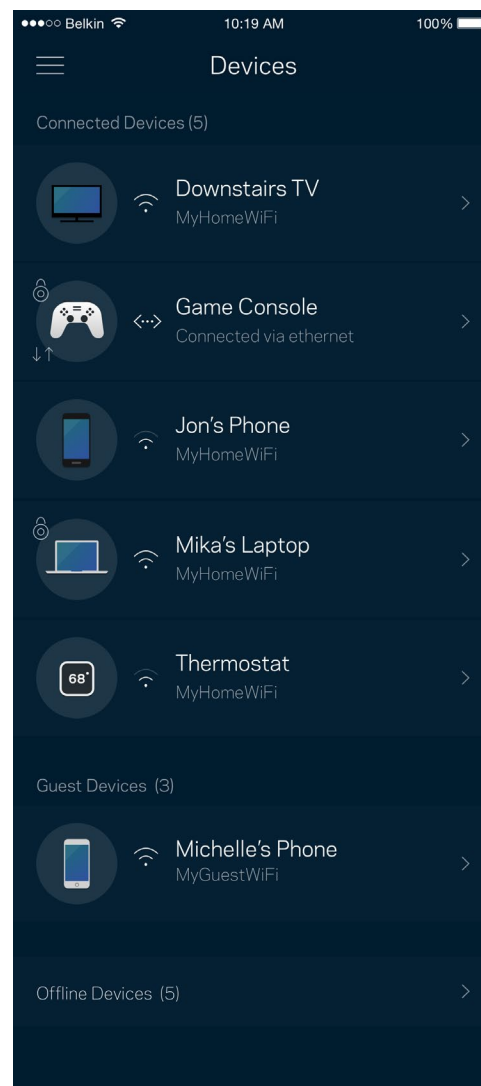 Belkin 10:19 AM 100%
Devices
Connected Devices (5)
Downstairs TV
MyHomeWiFi
Game Console
Connected via ethernet
Jon's Phone
MyHomeWiFi
Mika's Laptop
MyHomeWiFi
68°
Thermostat
MyHomeWiFi
Guest Devices (3)
Michelle's Phone
MyGuestWiFi
Offline Devices (5)